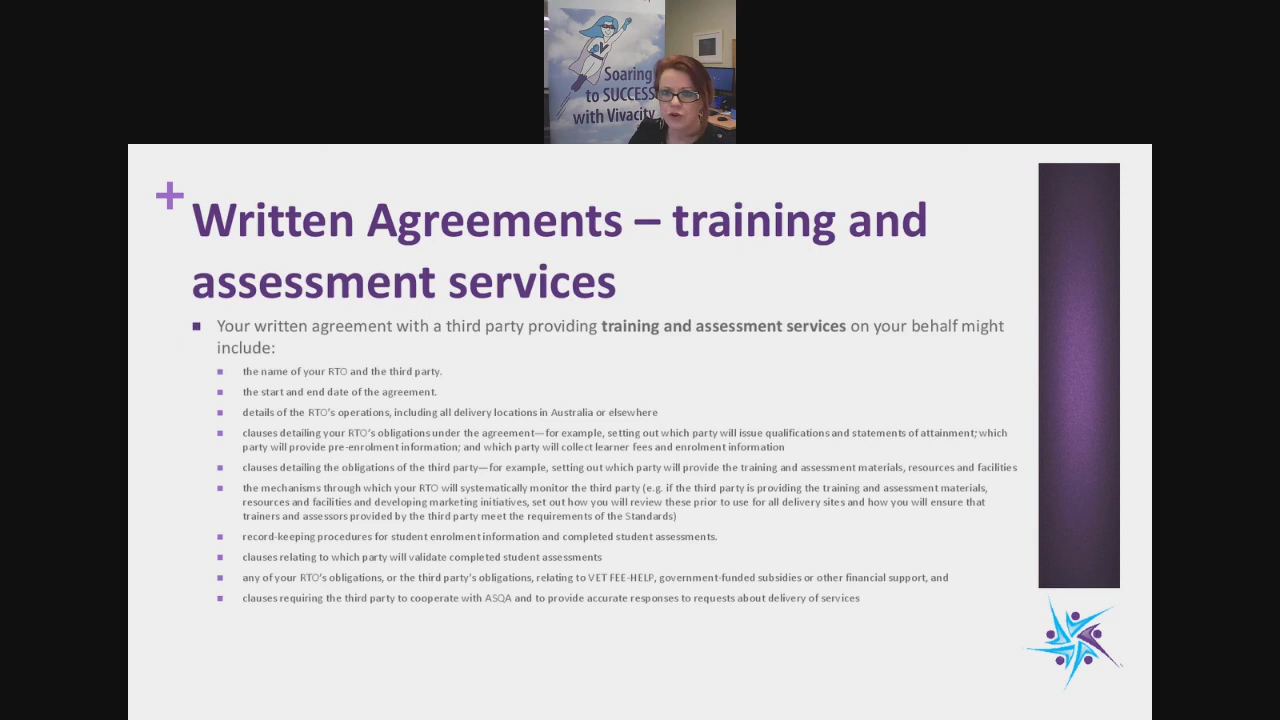 Soaring
to SUCCESS
with Vivacity
+
Written Agreements – training and
assessment services
Your written agreement with a third party providing training and assessment services on your behalf might
include:
the name of your RTO and the third party.
the start and end date of the agreement.
details of the RTO's operations, including all delivery locations in Australia or elsewhere
clauses detailing your RTO's obligations under the agreement—for example, setting out which party will issue qualifications and statements of attainment; which
party will provide pre-enrolment information; and which party will collect learner fees and enrolment information
clauses detailing the obligations of the third party—for example, setting out which party will provide the training and assessment materials, resources and facilities
the mechanisms through which your RTO will systematically monitor the third party (e.g. if the third party is providing the training and assessment materials,
resources and facilities and developing marketing initiatives, set out how you will review these prior to use for all delivery sites and how you will ensure that
trainers and assessors provided by the third party meet the requirements of the Standards)
record-keeping procedures for student enrolment information and completed student assessments.
clauses relating to which party will validate completed student assessments
any of your RTO's obligations, or the third party's obligations, relating to VET FEE-HELP, government-funded subsidies or other financial support, and
clauses requiring the third party to cooperate with ASQA and to provide accurate responses to requests about delivery of services